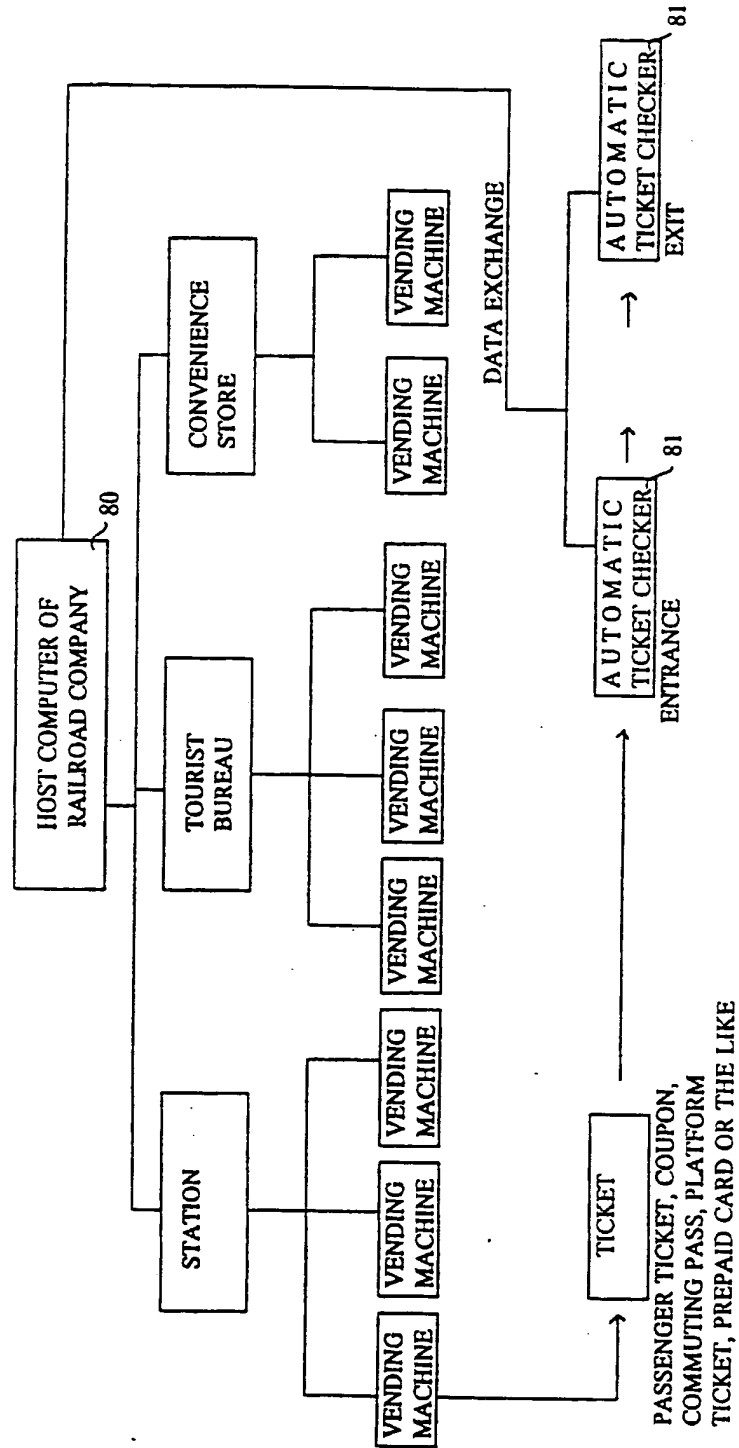 HOST COMPUTER OF
RAILROAD COMPANY
80
STATION
TOURIST
BUREAU
CONVENIENCE
STORE
VENDING
MACHINE
VENDING
MACHINE
VENDING
MACHINE
VENDING
MACHINE
VENDING
MACHINE
VENDING
MACHINE
VENDING
MACHINE
VENDING
MACHINE
DATA EXCHANGE
TICKET
PASSENGER TICKET, COUPON,
COMMUTING PASS, PLATFORM
TICKET, PREPAID CARD OR THE LIKE
AUTOMATIC
TICKET CHECKER
81
ENTRANCE
AUTOMATIC
TICKET CHECKER
81
EXIT